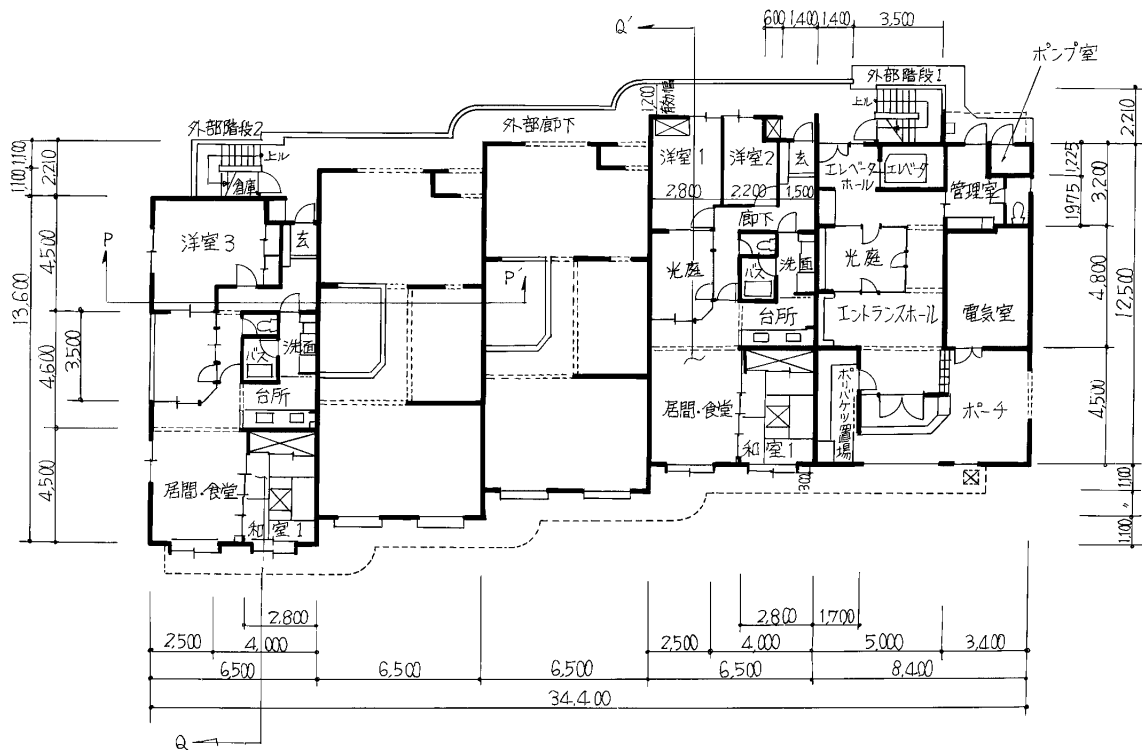 Q'
600 1,400 1,400 3,500
ポンプ室
外部階段1
上ル
1200
有効幅
外部廊下
外部階段2
上ル
倉庫
2,210
1,100 1,100
2,210
洋室1
洋室2
玄
エレベーターホール
エレベータ
管理室
2,800
2,200
1,500
1,225
1,975
3,200
廊下
玄
洋室3
P
P'
光庭
洗面
バス
光庭
台所
エントランスホール
電気室
4,500
4,800
12,500
13,600
4,600
3,500
洗面
バス
台所
居間・食堂
和室1
ポリバケツ置場
ポーチ
4,500
4,500
居間・食堂
和室1
300
1,100
〃
1,100
2,800
2,800
1,700
2,500
4,000
2,500
4,000
5,000
3,400
6,500
6,500
6,500
6,500
8,400
34,400
Q